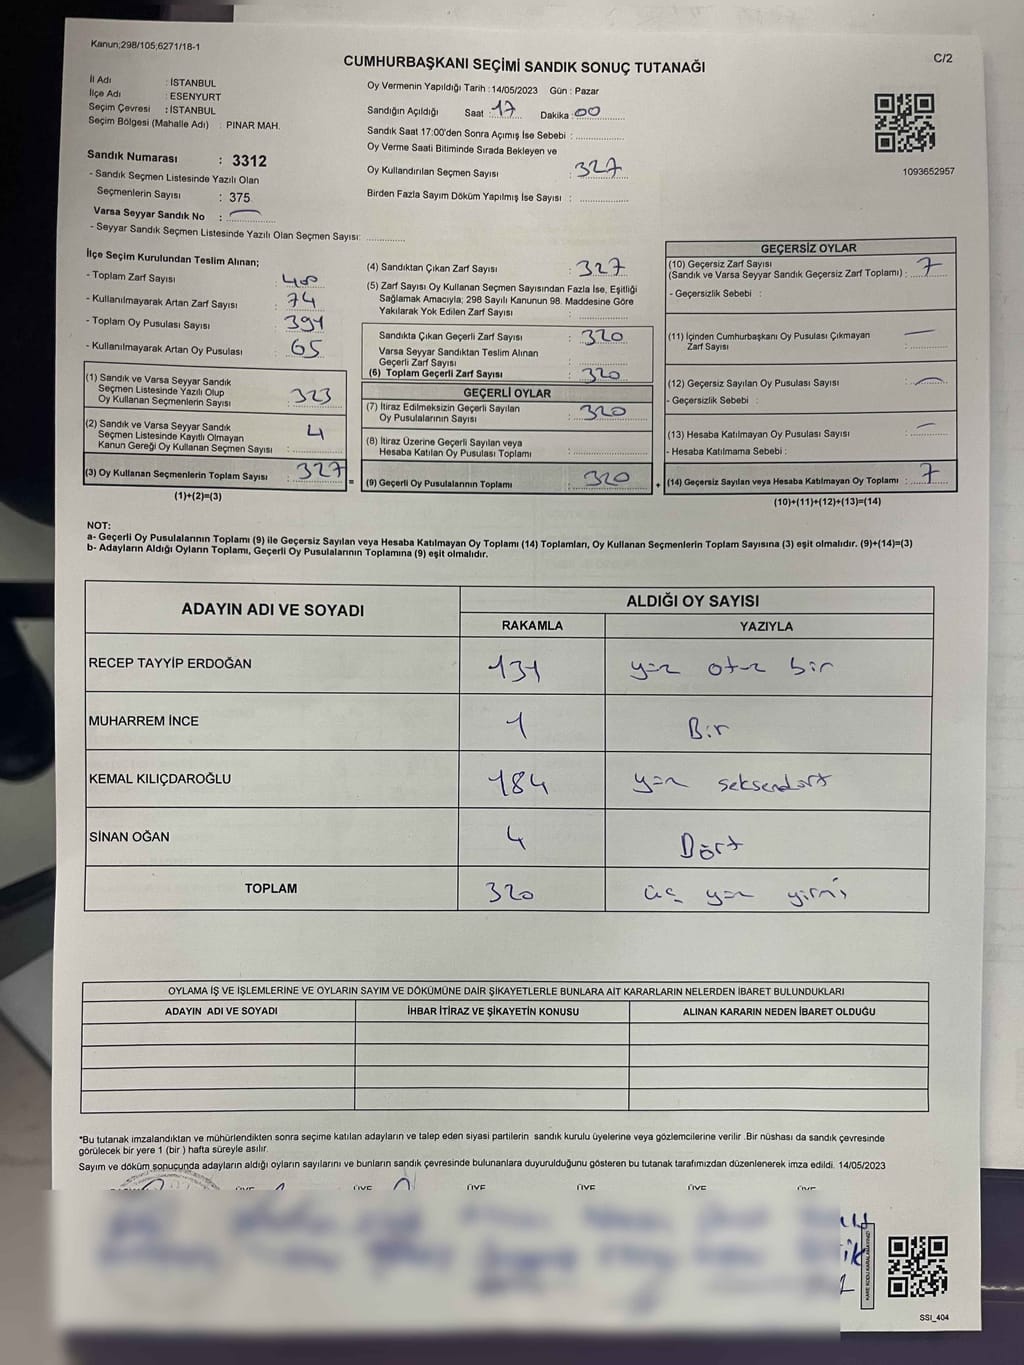 Kanun;298/105;6271/18-1
C/2
CUMHURBAŞKANI SEÇİMİ SANDIK SONUÇ TUTANAĞI
İl Adı : İSTANBUL
İlçe Adı : ESENYURT
Seçim Çevresi : İSTANBUL
Seçim Bölgesi (Mahalle Adı) : PINAR MAH.
Sandık Numarası : 3312
- Sandık Seçmen Listesinde Yazılı Olan
Seçmenlerin Sayısı : 375
Varsa Seyyar Sandık No :
- Seyyar Sandık Seçmen Listesinde Yazılı Olan Seçmen Sayısı:
Oy Vermenin Yapıldığı Tarih : 14/05/2023 Gün : Pazar
Sandığın Açıldığı Saat : 17 Dakika : 00
Sandık Saat 17:00'den Sonra Açımış İse Sebebi :
Oy Verme Saati Bitiminde Sırada Bekleyen ve
Oy Kullandırılan Seçmen Sayısı : 327
Birden Fazla Sayım Döküm Yapılmış İse Sayısı :
1093652957
İlçe Seçim Kurulundan Teslim Alınan;
- Toplam Zarf Sayısı : 400
- Kullanılmayarak Artan Zarf Sayısı : 74
- Toplam Oy Pusulası Sayısı : 391
- Kullanılmayarak Artan Oy Pusulası : 65
(1) Sandık ve Varsa Seyyar Sandık
Seçmen Listesinde Yazılı Olup
Oy Kullanan Seçmenlerin Sayısı : 323
(2) Sandık ve Varsa Seyyar Sandık
Seçmen Listesinde Kayıtlı Olmayan
Kanun Gereği Oy Kullanan Seçmen Sayısı : 4
(3) Oy Kullanan Seçmenlerin Toplam Sayısı : 327
(1)+(2)=(3)
(4) Sandıktan Çıkan Zarf Sayısı : 327
(5) Zarf Sayısı Oy Kullanan Seçmen Sayısından Fazla İse, Eşitliği
Sağlamak Amacıyla; 298 Sayılı Kanunun 98. Maddesine Göre
Yakılarak Yok Edilen Zarf Sayısı :
Sandıkta Çıkan Geçerli Zarf Sayısı : 320
Varsa Seyyar Sandıktan Teslim Alınan
Geçerli Zarf Sayısı :
(6) Toplam Geçerli Zarf Sayısı : 320
GEÇERLİ OYLAR
(7) İtiraz Edilmeksizin Geçerli Sayılan
Oy Pusulalarının Sayısı : 320
(8) İtiraz Üzerine Geçerli Sayılan veya
Hesaba Katılan Oy Pusulası Toplamı :
(9) Geçerli Oy Pusulalarının Toplamı : 320
=
+
GEÇERSİZ OYLAR
(10) Geçersiz Zarf Sayısı
(Sandık ve Varsa Seyyar Sandık Geçersiz Zarf Toplamı) : 7
- Geçersizlik Sebebi :
(11) İçinden Cumhurbaşkanı Oy Pusulası Çıkmayan
Zarf Sayısı :
(12) Geçersiz Sayılan Oy Pusulası Sayısı :
- Geçersizlik Sebebi :
(13) Hesaba Katılmayan Oy Pusulası Sayısı :
- Hesaba Katılmama Sebebi :
(14) Geçersiz Sayılan veya Hesaba Katılmayan Oy Toplamı : 7
(10)+(11)+(12)+(13)=(14)
NOT:
a- Geçerli Oy Pusulalarının Toplamı (9) ile Geçersiz Sayılan veya Hesaba Katılmayan Oy Toplamı (14) Toplamları, Oy Kullanan Seçmenlerin Toplam Sayısına (3) eşit olmalıdır. (9)+(14)=(3)
b- Adayların Aldığı Oyların Toplamı, Geçerli Oy Pusulalarının Toplamına (9) eşit olmalıdır.
ADAYIN ADI VE SOYADI
ALDIĞI OY SAYISI
RAKAMLA YAZIYLA
RECEP TAYYİP ERDOĞAN 131 yüz otuz bir
MUHARREM İNCE 1 Bir
KEMAL KILIÇDAROĞLU 184 yüz seksendört
SİNAN OĞAN 4 Dört
TOPLAM 320 üç yüz yirmi
OYLAMA İŞ VE İŞLEMLERİNE VE OYLARIN SAYIM VE DÖKÜMÜNE DAİR ŞİKAYETLERLE BUNLARA AİT KARARLARIN NELERDEN İBARET BULUNDUKLARI
ADAYIN ADI VE SOYADI İHBAR İTİRAZ VE ŞİKAYETİN KONUSU ALINAN KARARIN NEDEN İBARET OLDUĞU
*Bu tutanak imzalandıktan ve mühürlendikten sonra seçime katılan adayların ve talep eden siyasi partilerin sandık kurulu üyelerine veya gözlemcilerine verilir .Bir nüshası da sandık çevresinde
görülecek bir yere 1 (bir ) hafta süreyle asılır.
Sayım ve döküm sonucunda adayların aldığı oyların sayılarını ve bunların sandık çevresinde bulunanlara duyurulduğunu gösteren bu tutanak tarafımızdan düzenlenerek imza edildi. 14/05/2023
ÜYE ÜYE ÜYE ÜYE ÜYE
SSI_404